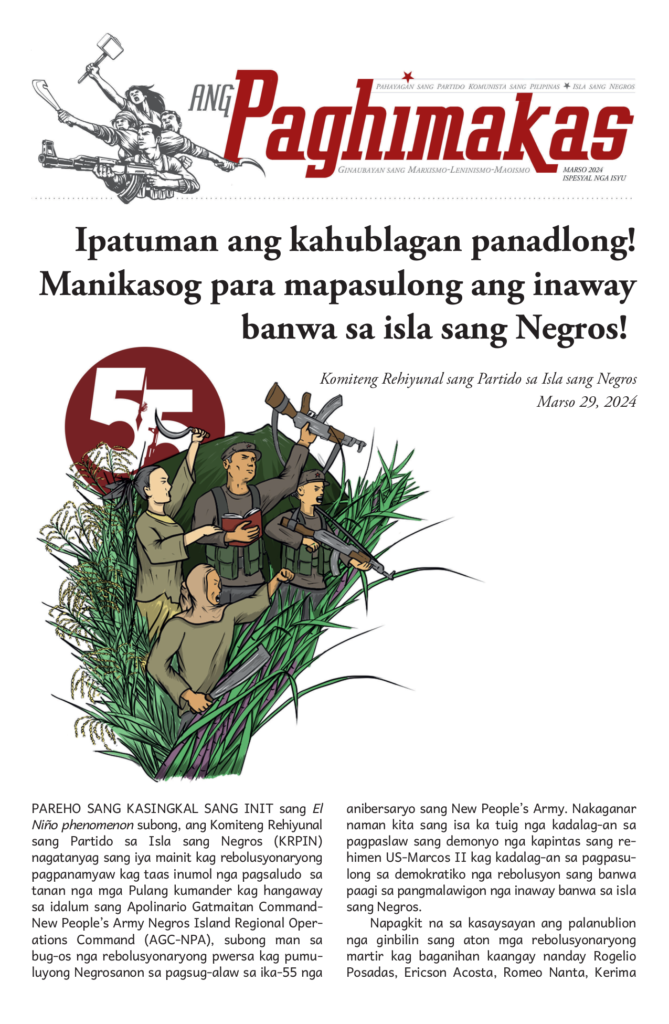 ANG Paghimakas
PAHAYAGAN SANG PARTIDO KOMUNISTA SANG PILIPINAS ★ ISLA SANG NEGROS
GINAUBAYAN SANG MARXISMO-LENINISMO-MAOISMO
MARSO 2024
ISPESYAL NGA ISYU
Ipatuman ang kahublagan panadlong!
Manikasog para mapasulong ang inaway
banwa sa isla sang Negros!
Komiteng Rehiyunal sang Partido sa Isla sang Negros
Marso 29, 2024
55
PAREHO SANG KASINGKAL SANG INIT sang El
Niño phenomenon subong, ang Komiteng Rehiyunal
sang Partido sa Isla sang Negros (KRPIN)
nagatanyag sang iya mainit kag rebolusyonaryong
pagpanamyaw kag taas inumol nga pagsaludo sa
tanan nga mga Pulang kumander kag hangaway
sa idalum sang Apolinario Gatmaitan Command-
New People's Army Negros Island Regional Oper-
ations Command (AGC-NPA), subong man sa
bug-os nga rebolusyonaryong pwersa kag pumu-
luyong Negrosanon sa pagsug-alaw sa ika-55 nga
anibersaryo sang New People's Army. Nakaganar
naman kita sang isa ka tuig nga kadalag-an sa
pagpaslaw sang demonyo nga kapintas sang re-
himen US-Marcos II kag kadalag-an sa pagpasu-
long sa demokratiko nga rebolusyon sang banwa
paagi sa pangmalawigon nga inaway banwa sa isla
sang Negros.
Napagkit na sa kasaysayan ang palanublion
nga ginbilin sang aton mga rebolusyonaryong
martir kag baganihan kaangay nanday Rogelio
Posadas, Ericson Acosta, Romeo Nanta, Kerima